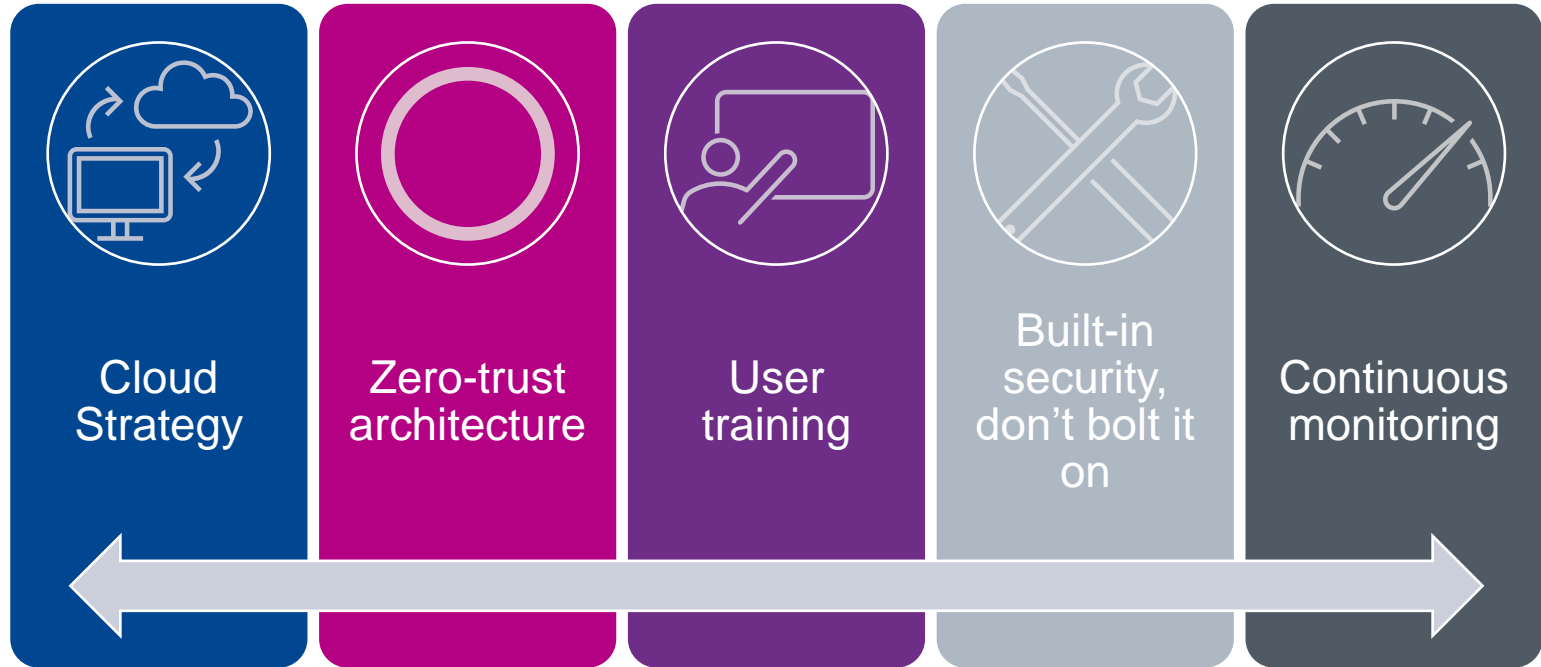 Cloud
Strategy
Zero-trust
architecture
User
training
Built-in
security,
don’t bolt it
on
Continuous
monitoring